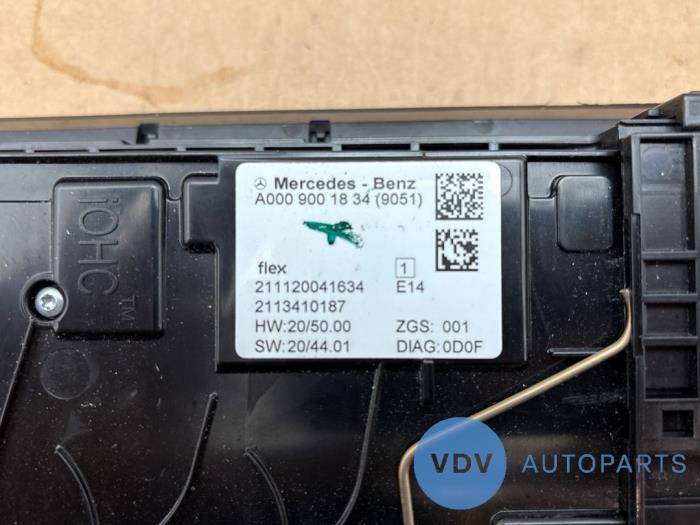 Mercedes - Benz
A000 900 18 34 (9051)
flex
1
211120041634 E14
2113410187
HW:20/50.00 ZGS: 001
SW:20/44.01 DIAG:0D0F
iOHC
TM
VDV AUTOPARTS